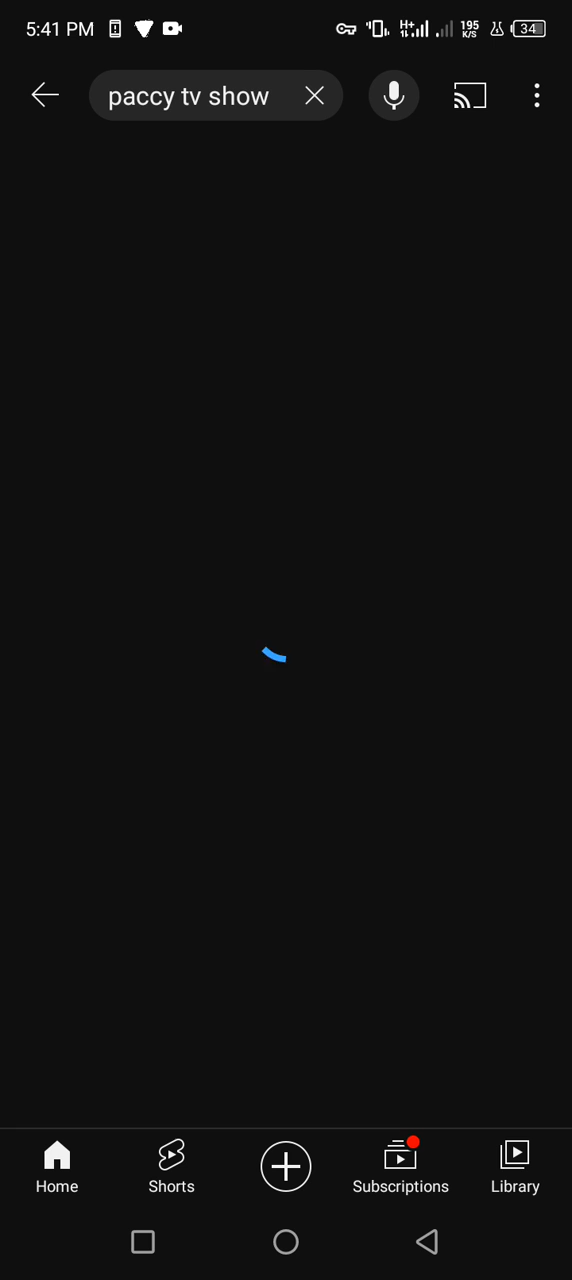 5:41 PM
H+
195
K/S
34
paccy tv show
Home
Shorts
Subscriptions
Library